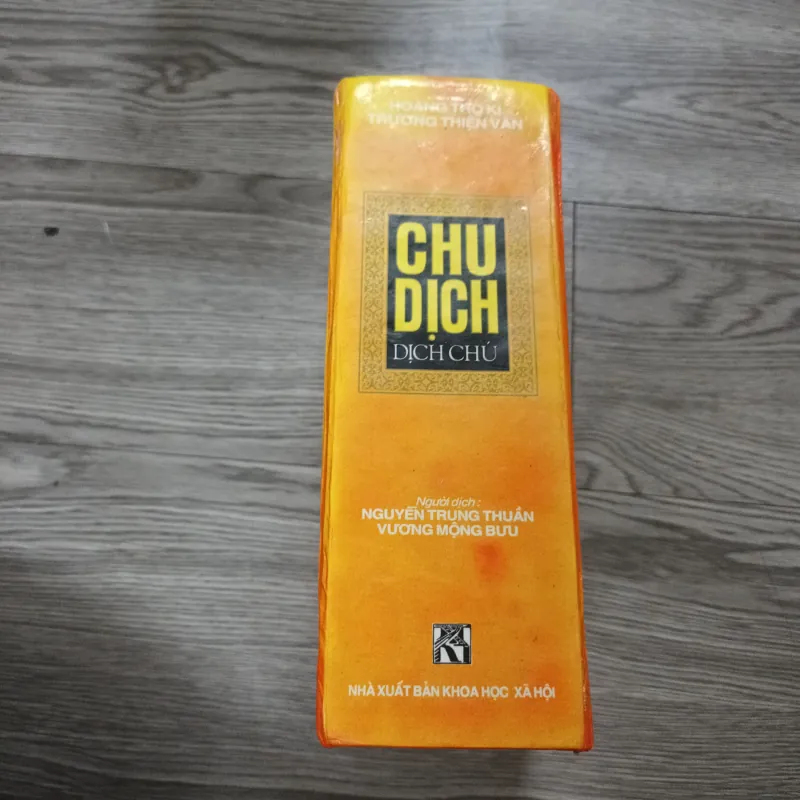 HOÀNG THỌ KỈ
TRƯƠNG THIỆN VĂN
CHU
DỊCH
DỊCH CHÚ
Người dịch:
NGUYỄN TRUNG THUẦN
VƯƠNG MỘNG BƯU
NHÀ XUẤT BẢN KHOA HỌC XÃ HỘI